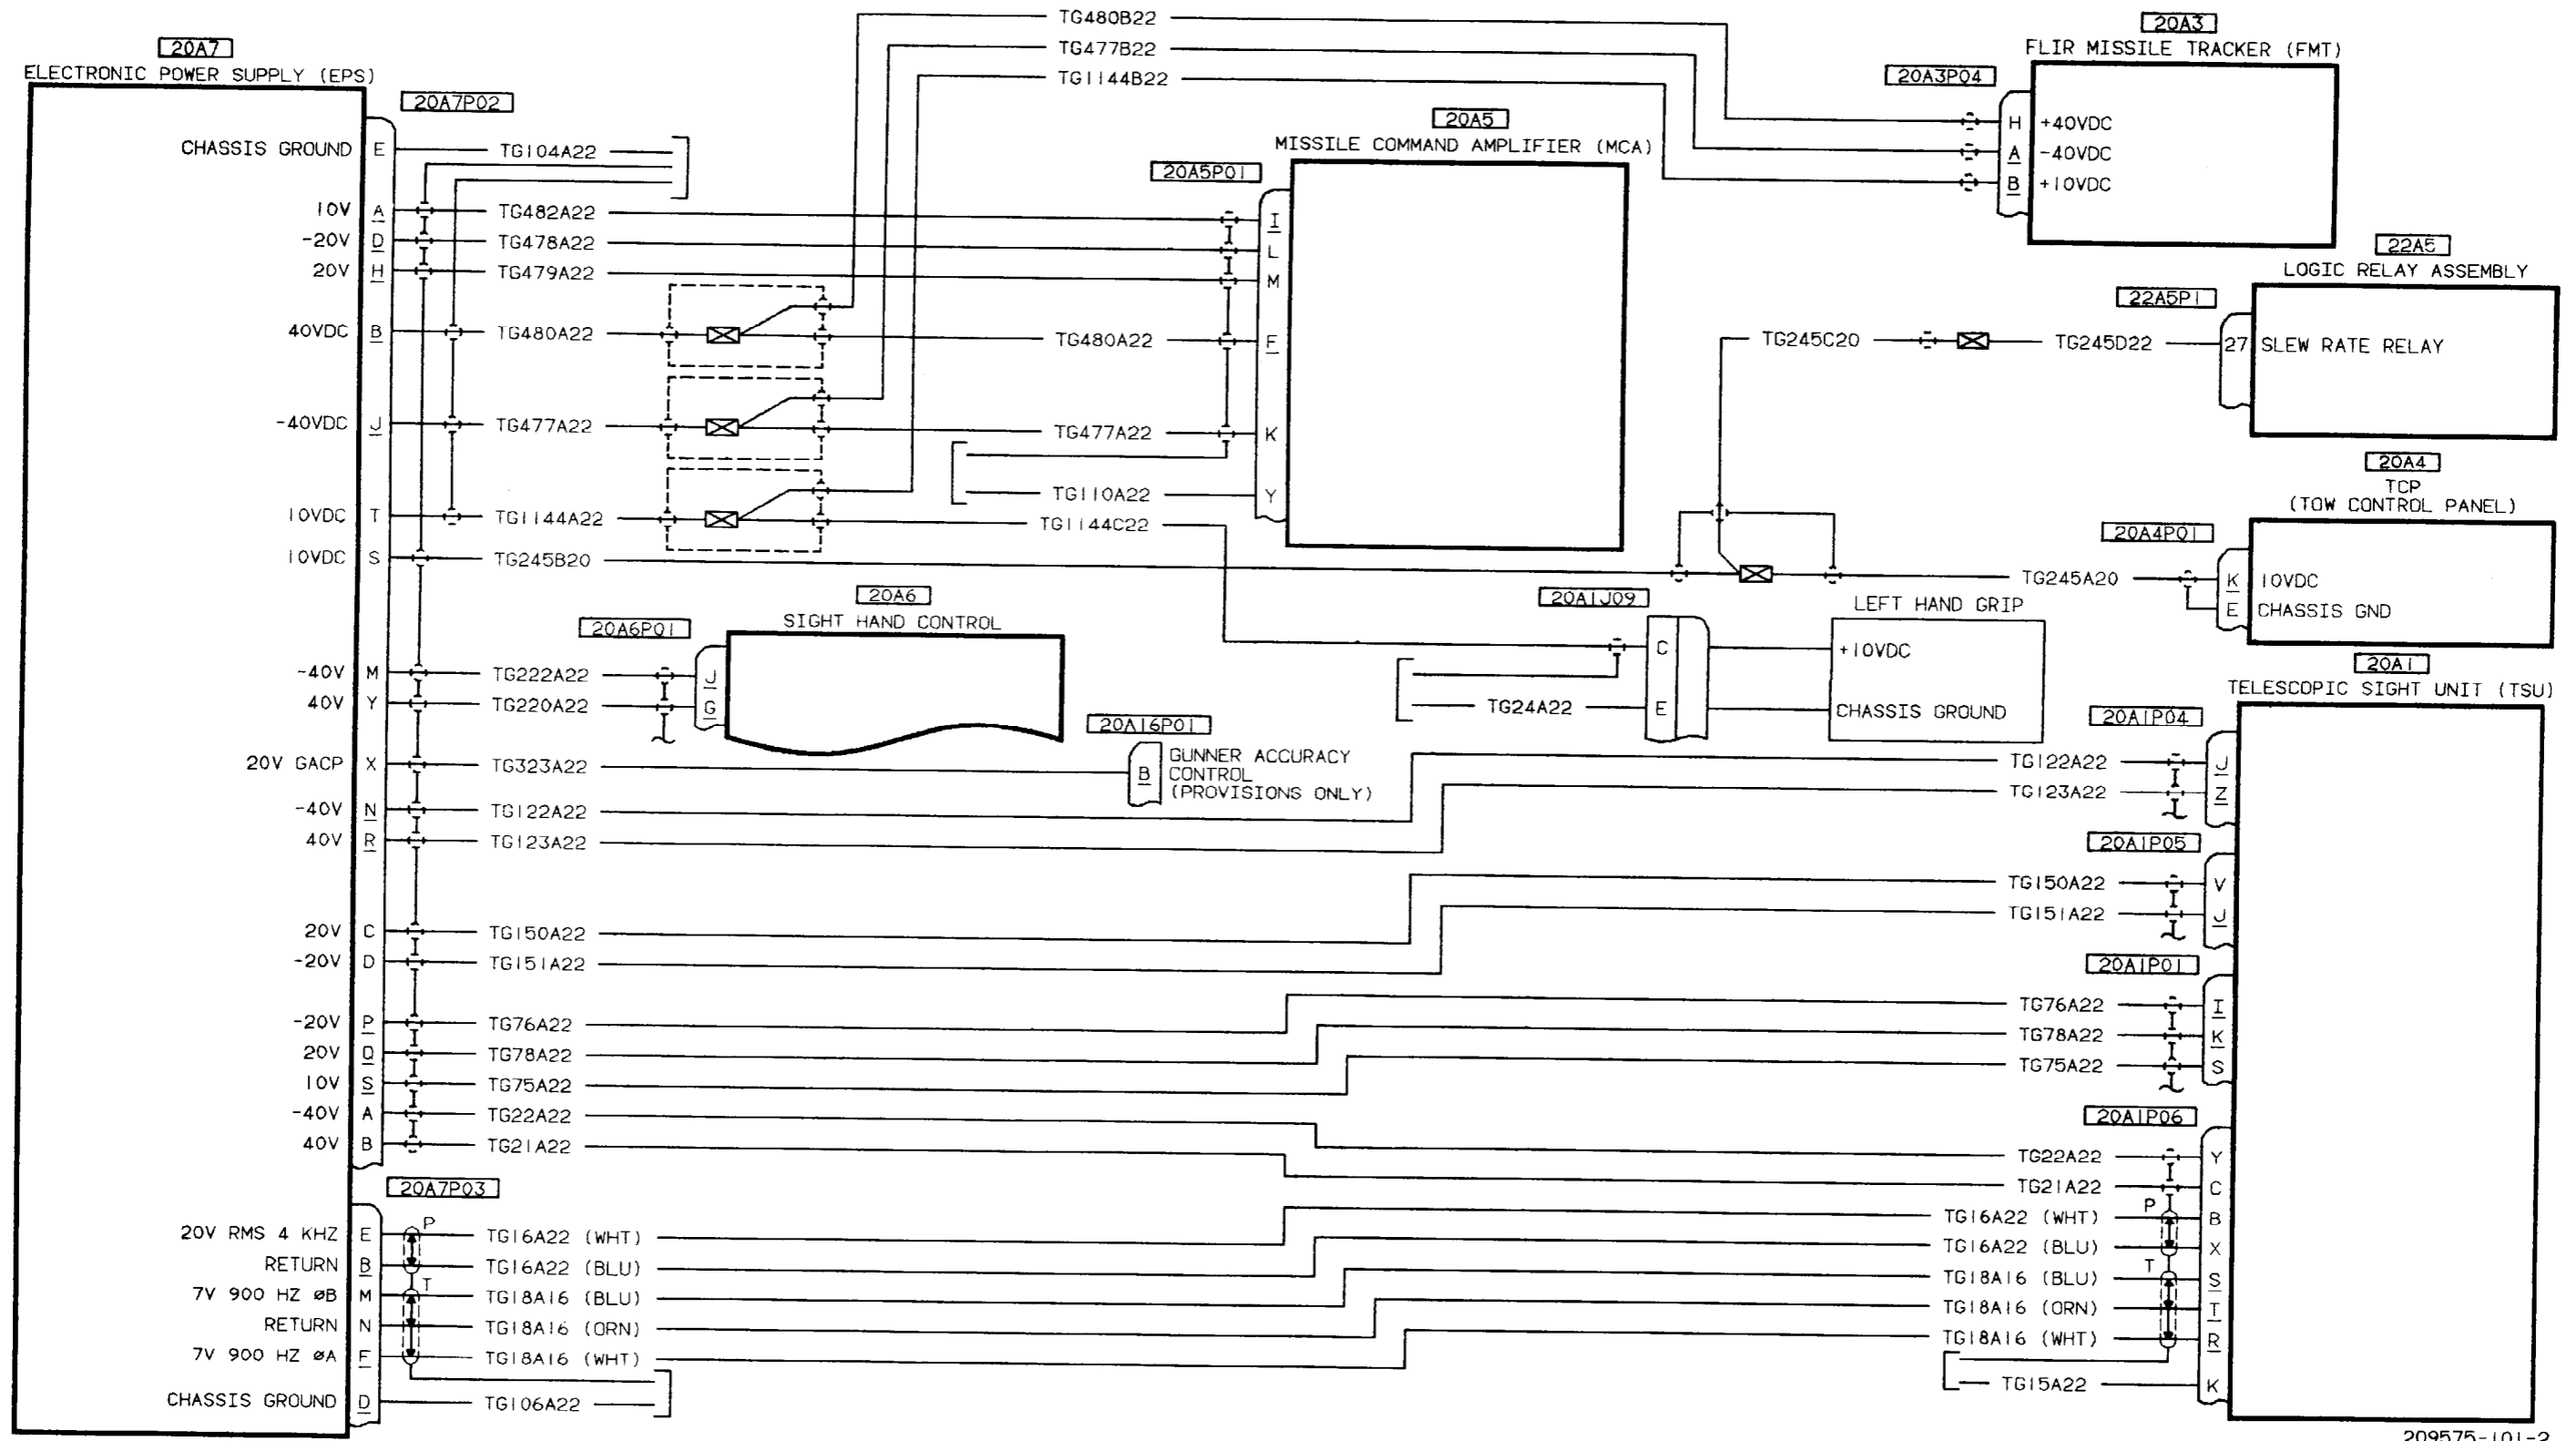 20A7
ELECTRONIC POWER SUPPLY (EPS)
20A7P02
CHASSIS GROUND E TG104A22
10V A TG482A22
-20V D TG478A22
20V H TG479A22
40VDC B TG480A22
-40VDC J TG477A22
10VDC T TG1144A22
10VDC S TG245B20
-40V M TG222A22
40V Y TG220A22
20V GACP X TG323A22
-40V N TG122A22
40V R TG123A22
20V C TG150A22
-20V D TG151A22
-20V P TG76A22
20V Q TG78A22
10V S TG75A22
-40V A TG22A22
40V B TG21A22
20A7P03
20V RMS 4 KHZ E P TG16A22 (WHT)
RETURN B TG16A22 (BLU)
7V 900 HZ øB M T TG18A16 (BLU)
RETURN N TG18A16 (ORN)
7V 900 HZ øA F TG18A16 (WHT)
CHASSIS GROUND D TG106A22
TG480B22
TG477B22
TG1144B22
20A5
MISSILE COMMAND AMPLIFIER (MCA)
20A5P01
I
L
M
TG480A22 F
TG477A22 K
TG110A22 Y
TG1144C22
20A6
SIGHT HAND CONTROL
20A6P01
J
G
20A16P01
B
GUNNER ACCURACY
CONTROL
(PROVISIONS ONLY)
20A3
FLIR MISSILE TRACKER (FMT)
20A3P04
H +40VDC
A -40VDC
B +10VDC
22A5
LOGIC RELAY ASSEMBLY
22A5P1
TG245C20 TG245D22 27 SLEW RATE RELAY
20A4
TCP
(TOW CONTROL PANEL)
20A4P01
TG245A20 K 10VDC
E CHASSIS GND
20A1J09
LEFT HAND GRIP
C +10VDC
TG24A22 E CHASSIS GROUND
20A1
TELESCOPIC SIGHT UNIT (TSU)
20A1P04
TG122A22 J
TG123A22 Z
20A1P05
TG150A22 V
TG151A22 J
20A1P01
TG76A22 I
TG78A22 K
TG75A22 S
20A1P06
TG22A22 Y
TG21A22 C
TG16A22 (WHT) P B
TG16A22 (BLU) X
TG18A16 (BLU) T S
TG18A16 (ORN) T
TG18A16 (WHT) R
TG15A22 K
209575-101-2